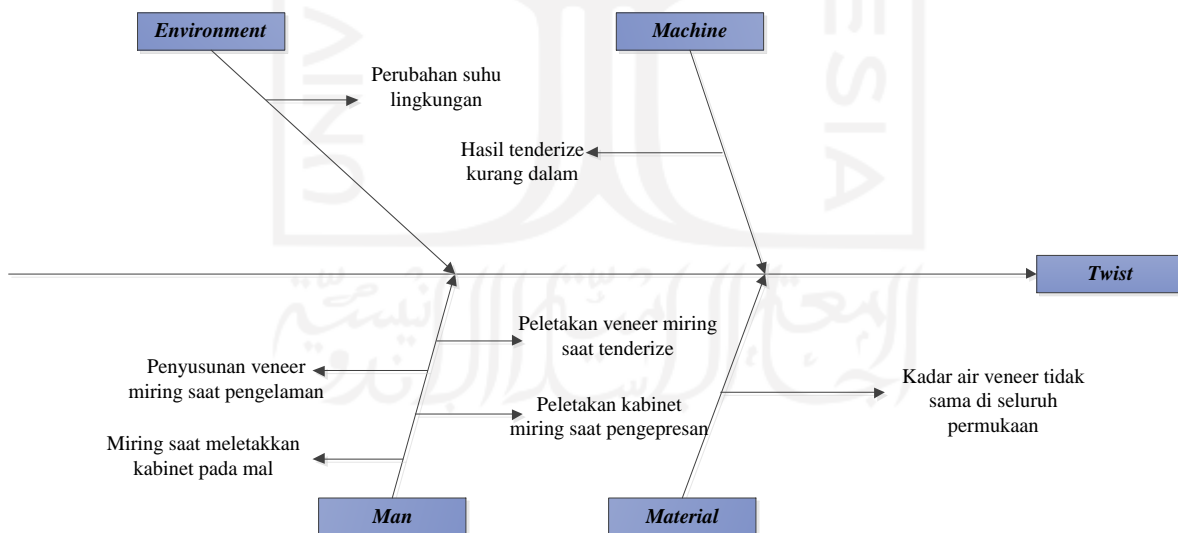 Environment
Machine
Perubahan suhu
lingkungan
Hasil tenderize
kurang dalam
Twist
Peletakan veneer miring
saat tenderize
Penyusunan veneer
miring saat pengelaman
Kadar air veneer tidak
sama di seluruh
permukaan
Peletakan kabinet
miring saat pengepresan
Miring saat meletakkan
kabinet pada mal
Man
Material